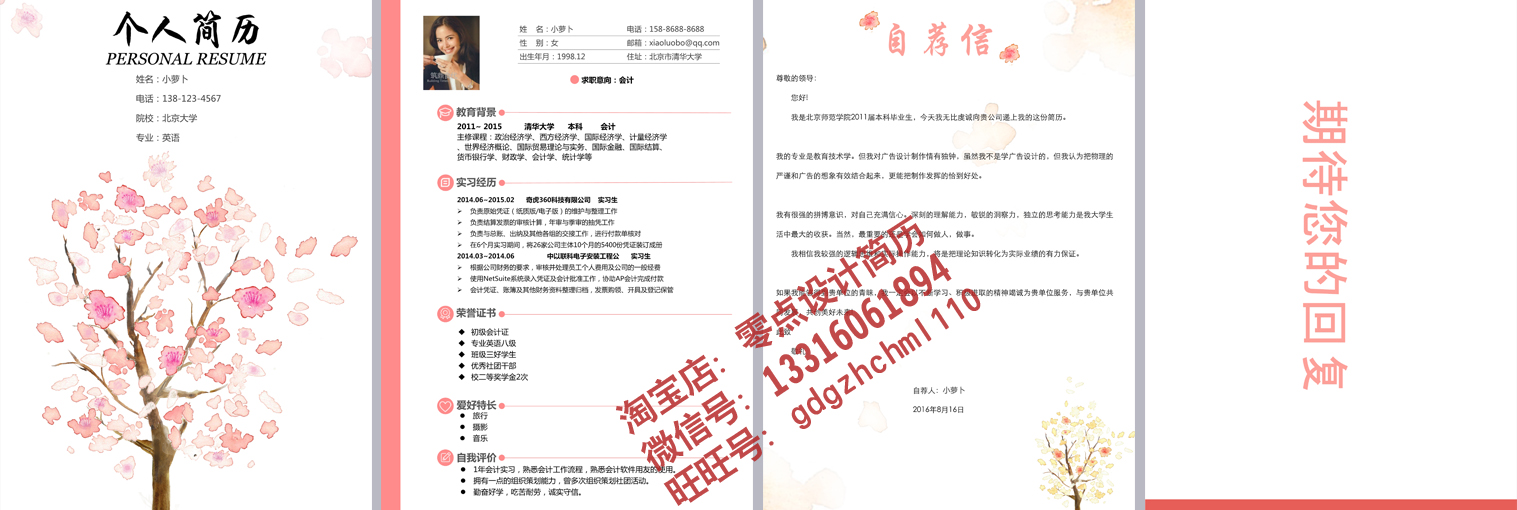 个人简历
PERSONAL RESUME
姓名：小萝卜
电话：138-123-4567
院校：北京大学
专业：英语
姓 名：小萝卜
电话：158-8688-8688
性 别：女
邮箱：xiaoluobo@qq.com
出生年月：1998.12
住址：北京市清华大学
求职意向：会计
教育背景
2011~ 2015 清华大学 本科 会计
主修课程：政治经济学、西方经济学、国际经济学、计量经济学
、世界经济概论、国际贸易理论与实务、国际金融、国际结算、
货币银行学、财政学、会计学、统计学等
实习经历
2014.06~2015.02 奇虎360科技有限公司 实习生
➢ 负责原始凭证（纸质版/电子版）的维护与整理工作
➢ 负责结算发票的审核计算，年审与季审的抽凭工作
➢ 负责与总账、出纳及其他各组的交接工作，进行付款单核对
➢ 在6个月实习期间，将26家公司主体10个月的5400份凭证装订成册
2014.03~2014.06 中以联科电子安装工程公 实习生
➢ 根据公司财务的要求，审核并处理员工个人费用及公司的一般经费
➢ 使用NetSuite系统录入凭证及会计批准工作，协助AP会计完成付款
➢ 会计凭证、账簿及其他财务资料整理归档，发票购领、开具及登记保管
荣誉证书
◆ 初级会计证
◆ 专业英语八级
◆ 班级三好学生
◆ 优秀社团干部
◆ 校二等奖学金2次
爱好特长
● 旅行
● 摄影
● 音乐
自我评价
● 1年会计实习，熟悉会计工作流程，熟悉会计软件用友的使用。
● 拥有一点的组织策划能力，曾多次组织策划社团活动。
● 勤奋好学，吃苦耐劳，诚实守信。
自荐信
尊敬的领导：
您好!
我是北京师范学院2011届本科毕业生，今天我无比虔诚向贵公司递上我的这份简历。
我的专业是教育技术学。但我对广告设计制作情有独钟，虽然我不是学广告设计的，但我认为把物理的
严谨和广告的想象有效结合起来，更能把制作发挥的恰到好处。
我有很强的拼博意识，对自己充满信心。深刻的理解能力，敏锐的洞察力，独立的思考能力是我大学生
活中最大的收获。当然，最重要的还是学会如何做人，做事。
我相信我较强的逻辑能力和实际操作能力，将是把理论知识转化为实际业绩的有力保证。
如果我能得到贵单位的青睐，我一定会以不断学习、积极进取的精神竭诚为贵单位服务，与贵单位共
同发展，共创美好未来!
此致
敬礼
自荐人：小萝卜
2016年8月16日
期待您的回复
淘宝店：零点设计简历
微信号：13316061894
旺旺号：gdgzhchml110